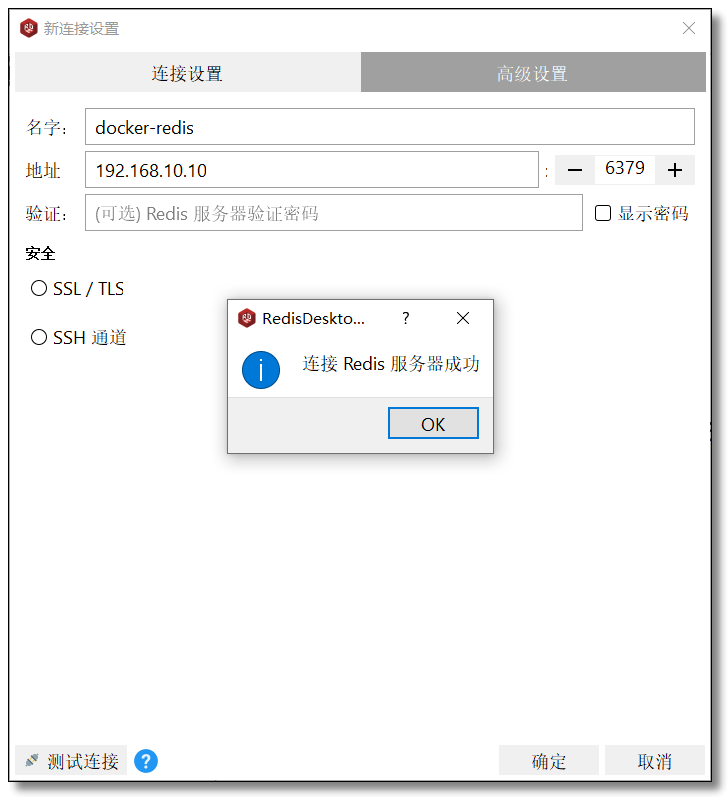 新连接设置
连接设置 高级设置
名字： docker-redis
地址 192.168.10.10 : 6379
验证： (可选) Redis 服务器验证密码 显示密码
安全
SSL / TLS
SSH 通道
RedisDeskto... ?
连接 Redis 服务器成功
OK
测试连接 ? 确定 取消